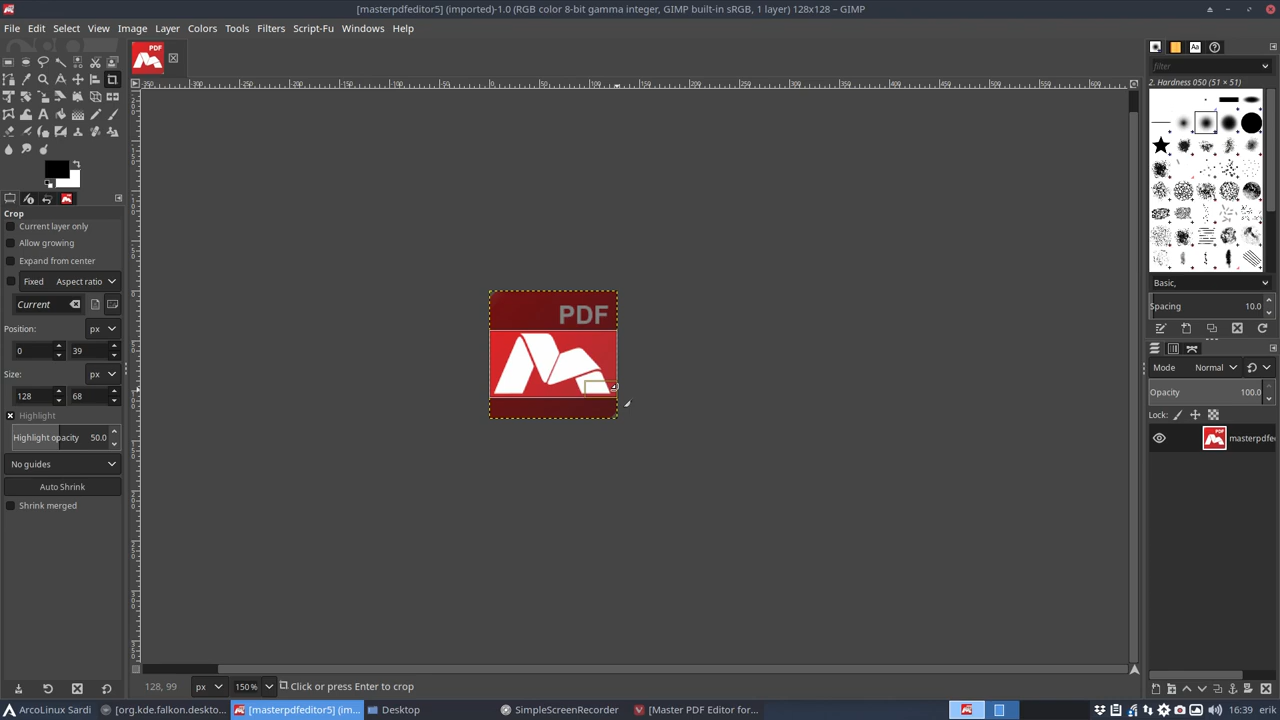 [masterpdfeditor5] (imported)-1.0 (RGB color 8-bit gamma integer, GIMP built-in sRGB, 1 layer) 128x128 – GIMP
File Edit Select View Image Layer Colors Tools Filters Script-Fu Windows Help
PDF
filter
2. Hardness 050 (51 × 51)
Crop
Current layer only
Allow growing
Expand from center
Fixed Aspect ratio
Current
Position: px
0 39
Size: px
128 68
Highlight
Highlight opacity 50.0
No guides
Auto Shrink
Shrink merged
PDF
Basic,
Spacing 10.0
Mode Normal
Opacity 100.0
Lock:
masterpdfe
128, 99 px 150 % Click or press Enter to crop
ArcoLinux Sardi [org.kde.falkon.deskto... [masterpdfeditor5] (im... Desktop SimpleScreenRecorder [Master PDF Editor for... 16:39 erik